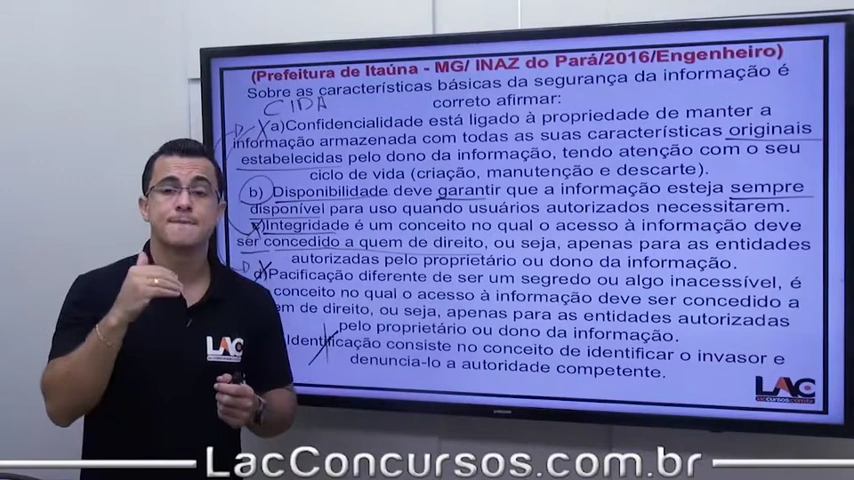 (Prefeitura de Itaúna - MG/ INAZ do Pará/2016/Engenheiro)
Sobre as características básicas da segurança da informação é
correto afirmar:
CIDA
a)Confidencialidade está ligado à propriedade de manter a
informação armazenada com todas as suas características originais
estabelecidas pelo dono da informação, tendo atenção com o seu
ciclo de vida (criação, manutenção e descarte).
b) Disponibilidade deve garantir que a informação esteja sempre
disponível para uso quando usuários autorizados necessitarem.
c)Integridade é um conceito no qual o acesso à informação deve
ser concedido a quem de direito, ou seja, apenas para as entidades
autorizadas pelo proprietário ou dono da informação.
d)Pacificação diferente de ser um segredo ou algo inacessível, é
conceito no qual o acesso à informação deve ser concedido a
em de direito, ou seja, apenas para as entidades autorizadas
pelo proprietário ou dono da informação.
Identificação consiste no conceito de identificar o invasor e
denuncia-lo a autoridade competente.
LAC
LACCONCURSOS.COM.BR
LAC
SAMSUNG
LacConcursos.com.br